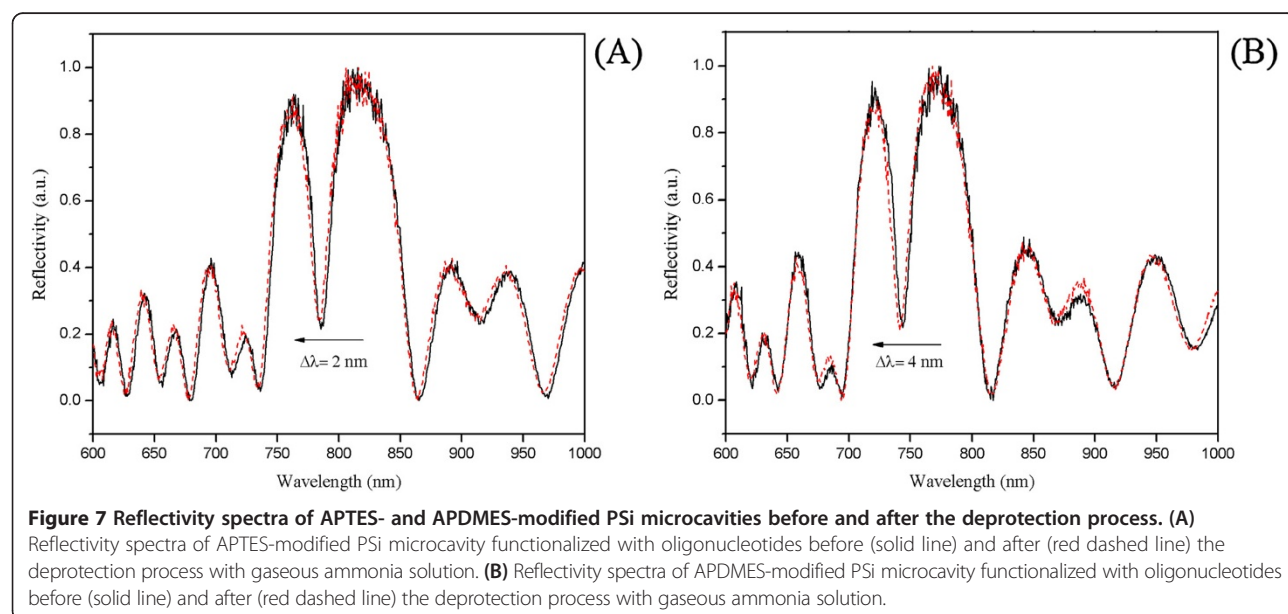 (A)
1.0
0.8
0.6
0.4
0.2
0.0
Reflectivity (a.u.)
Δλ= 2 nm
600 650 700 750 800 850 900 950 1000
Wavelength (nm)
(B)
1.0
0.8
0.6
0.4
0.2
0.0
Reflectivity (a.u.)
Δλ= 4 nm
600 650 700 750 800 850 900 950 1000
Wavelength (nm)
Figure 7 Reflectivity spectra of APTES- and APDMES-modified PSi microcavities before and after the deprotection process. (A)
Reflectivity spectra of APTES-modified PSi microcavity functionalized with oligonucleotides before (solid line) and after (red dashed line) the
deprotection process with gaseous ammonia solution. (B) Reflectivity spectra of APDMES-modified PSi microcavity functionalized with oligonucleotides
before (solid line) and after (red dashed line) the deprotection process with gaseous ammonia solution.